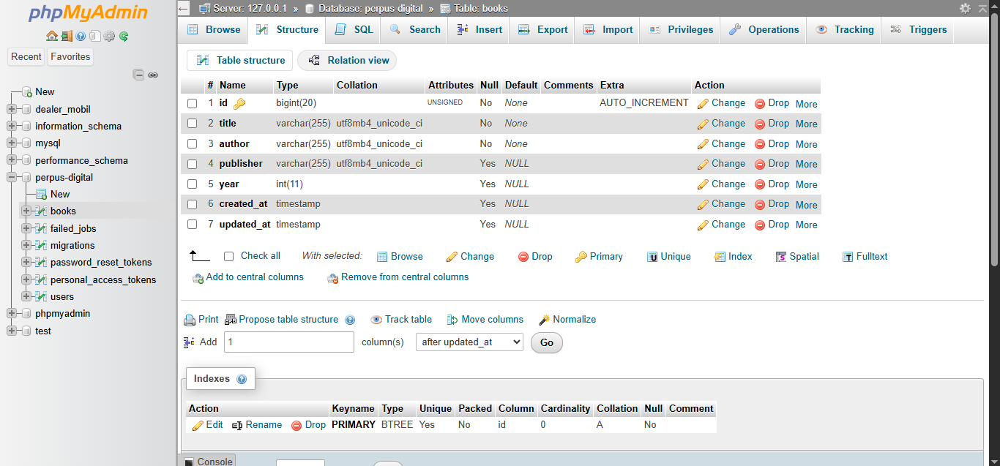 phpMyAdmin
Recent Favorites
New
dealer_mobil
information_schema
mysql
performance_schema
perpus-digital
New
books
failed_jobs
migrations
password_reset_tokens
personal_access_tokens
users
phpmyadmin
test
Server: 127.0.0.1 » Database: perpus-digital » Table: books
Browse Structure SQL Search Insert Export Import Privileges Operations Tracking Triggers
Table structure Relation view
# Name Type Collation Attributes Null Default Comments Extra Action
1 id bigint(20) UNSIGNED No None AUTO_INCREMENT Change Drop More
2 title varchar(255) utf8mb4_unicode_ci No None Change Drop More
3 author varchar(255) utf8mb4_unicode_ci No None Change Drop More
4 publisher varchar(255) utf8mb4_unicode_ci Yes NULL Change Drop More
5 year int(11) Yes NULL Change Drop More
6 created_at timestamp Yes NULL Change Drop More
7 updated_at timestamp Yes NULL Change Drop More
Check all With selected: Browse Change Drop Primary U Unique Index S Spatial T Fulltext
Add to central columns Remove from central columns
Print Propose table structure Track table Move columns Normalize
Add 1 column(s) after updated_at Go
Indexes
Action Keyname Type Unique Packed Column Cardinality Collation Null Comment
Edit Rename Drop PRIMARY BTREE Yes No id 0 A No
Console